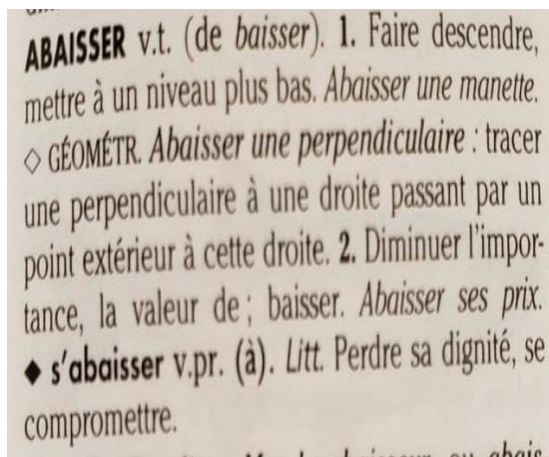 ABAISSER v.t. (de baisser). 1. Faire descendre,
mettre à un niveau plus bas. Abaisser une manette.
◇ GÉOMÉTR. Abaisser une perpendiculaire : tracer
une perpendiculaire à une droite passant par un
point extérieur à cette droite. 2. Diminuer l'impor-
tance, la valeur de ; baisser. Abaisser ses prix.
◆ s'abaisser v.pr. (à). Litt. Perdre sa dignité, se
compromettre.
ou abais